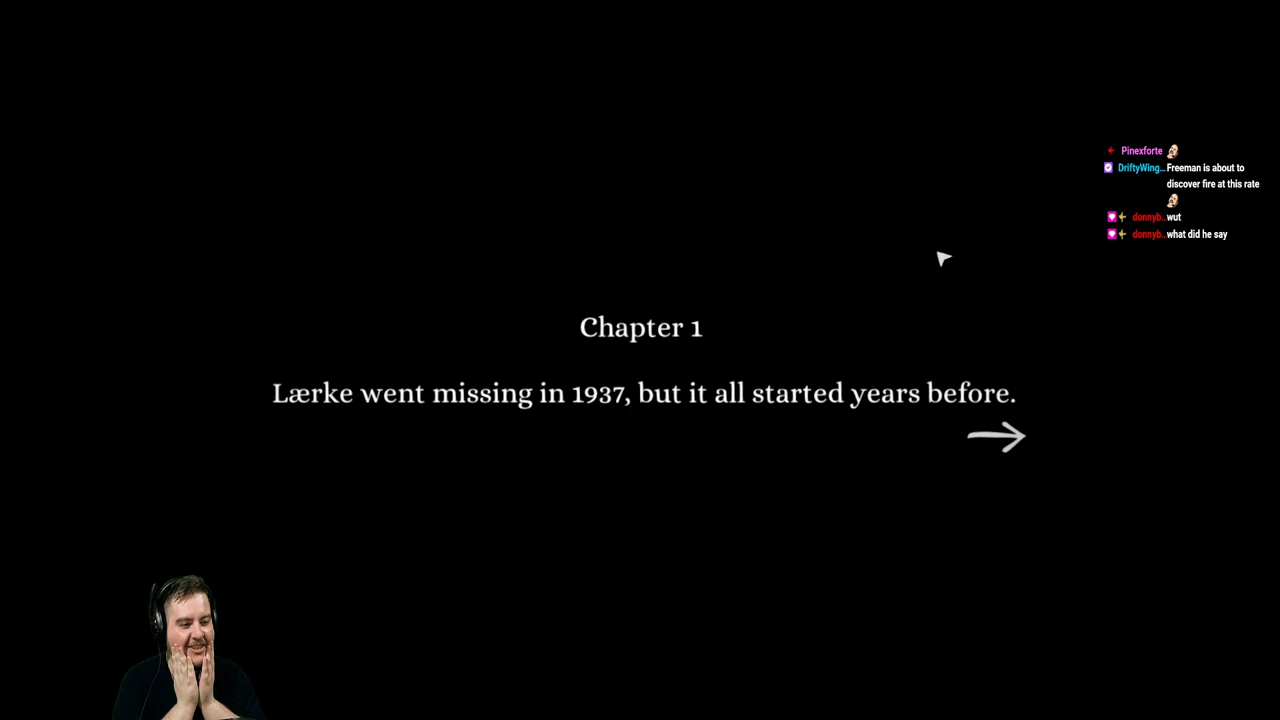 Pinexforte
DriftyWing... Freeman is about to
discover fire at this rate
donnyb... wut
donnyb... what did he say
Chapter 1
Lærke went missing in 1937, but it all started years before.